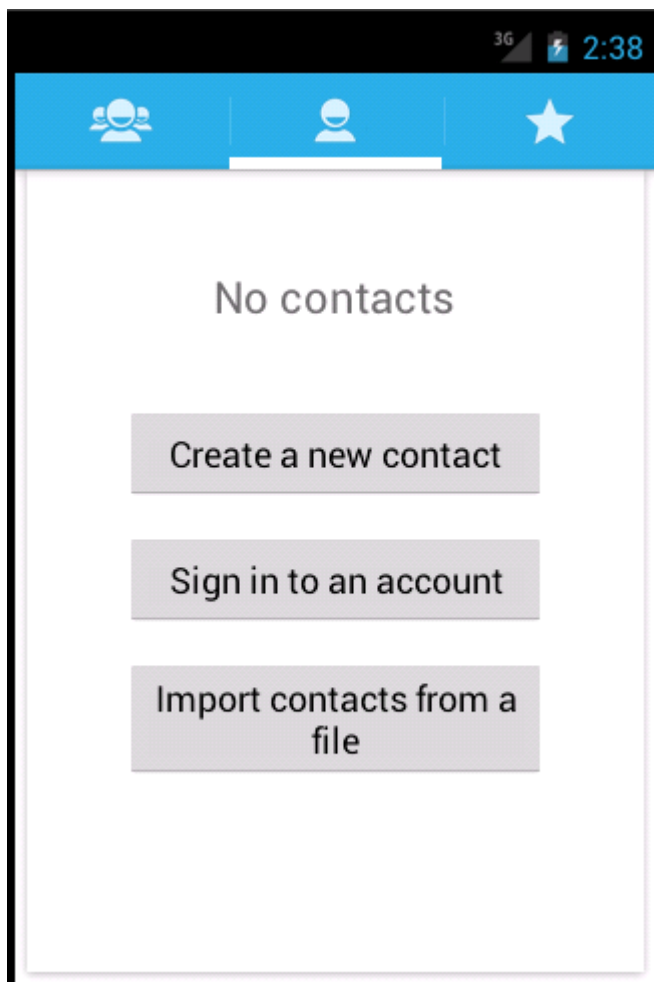 3G 2:38
No contacts
Create a new contact
Sign in to an account
Import contacts from a
file